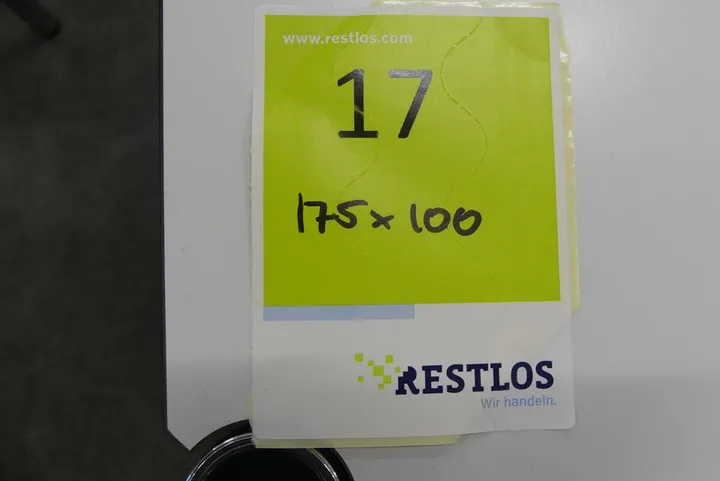 www.restlos.com
17
175 x 100
RESTLOS
Wir handeln.